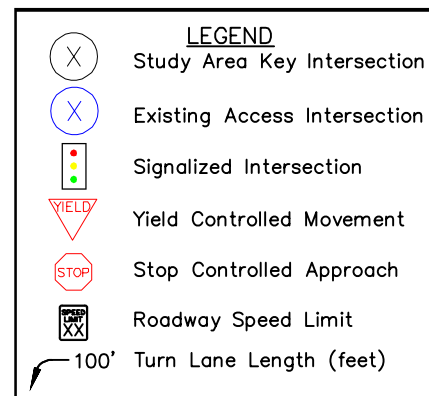 LEGEND
X Study Area Key Intersection
X Existing Access Intersection
Signalized Intersection
YIELD Yield Controlled Movement
STOP Stop Controlled Approach
SPEED LIMIT XX Roadway Speed Limit
100' Turn Lane Length (feet)